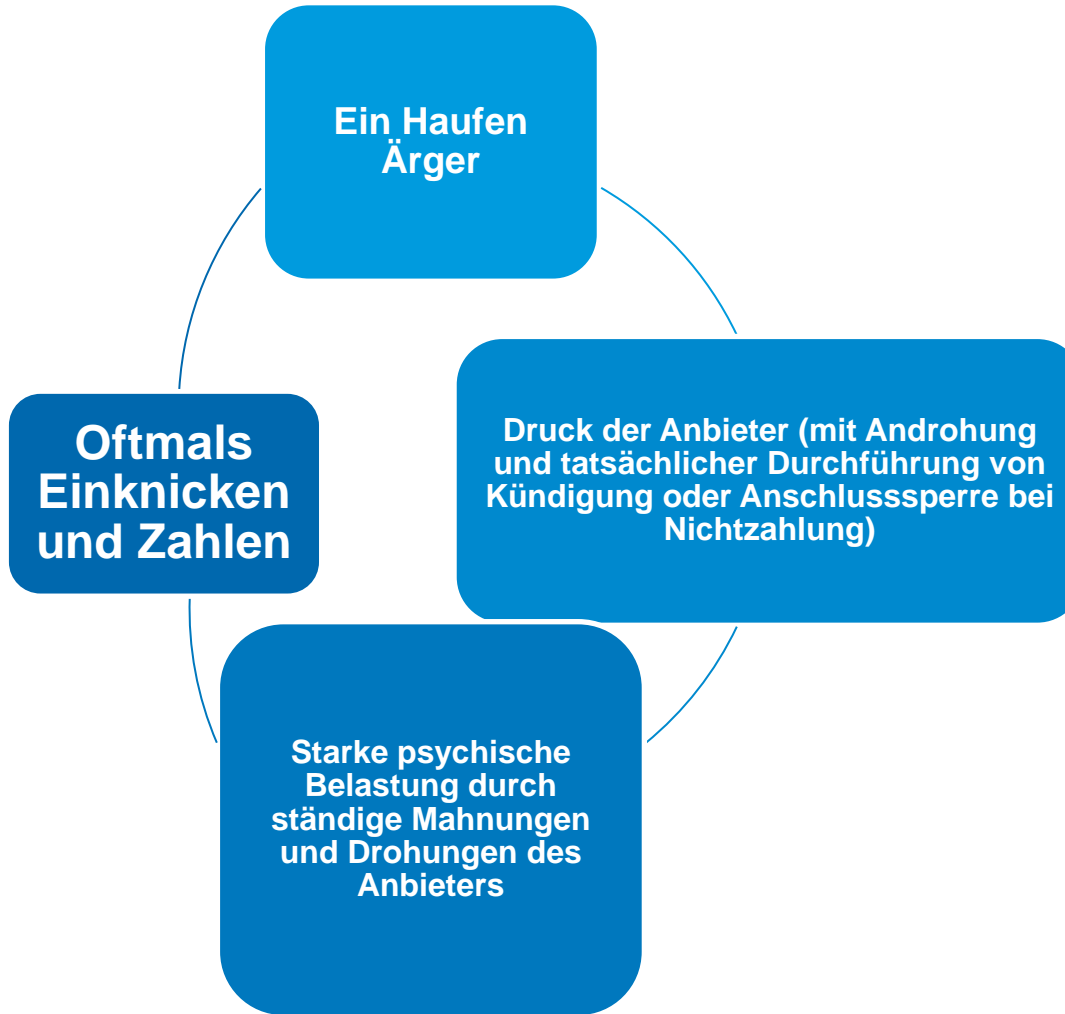 Ein Haufen
Ärger
Druck der Anbieter (mit Androhung
und tatsächlicher Durchführung von
Kündigung oder Anschlusssperre bei
Nichtzahlung)
Starke psychische
Belastung durch
ständige Mahnungen
und Drohungen des
Anbieters
Oftmals
Einknicken
und Zahlen